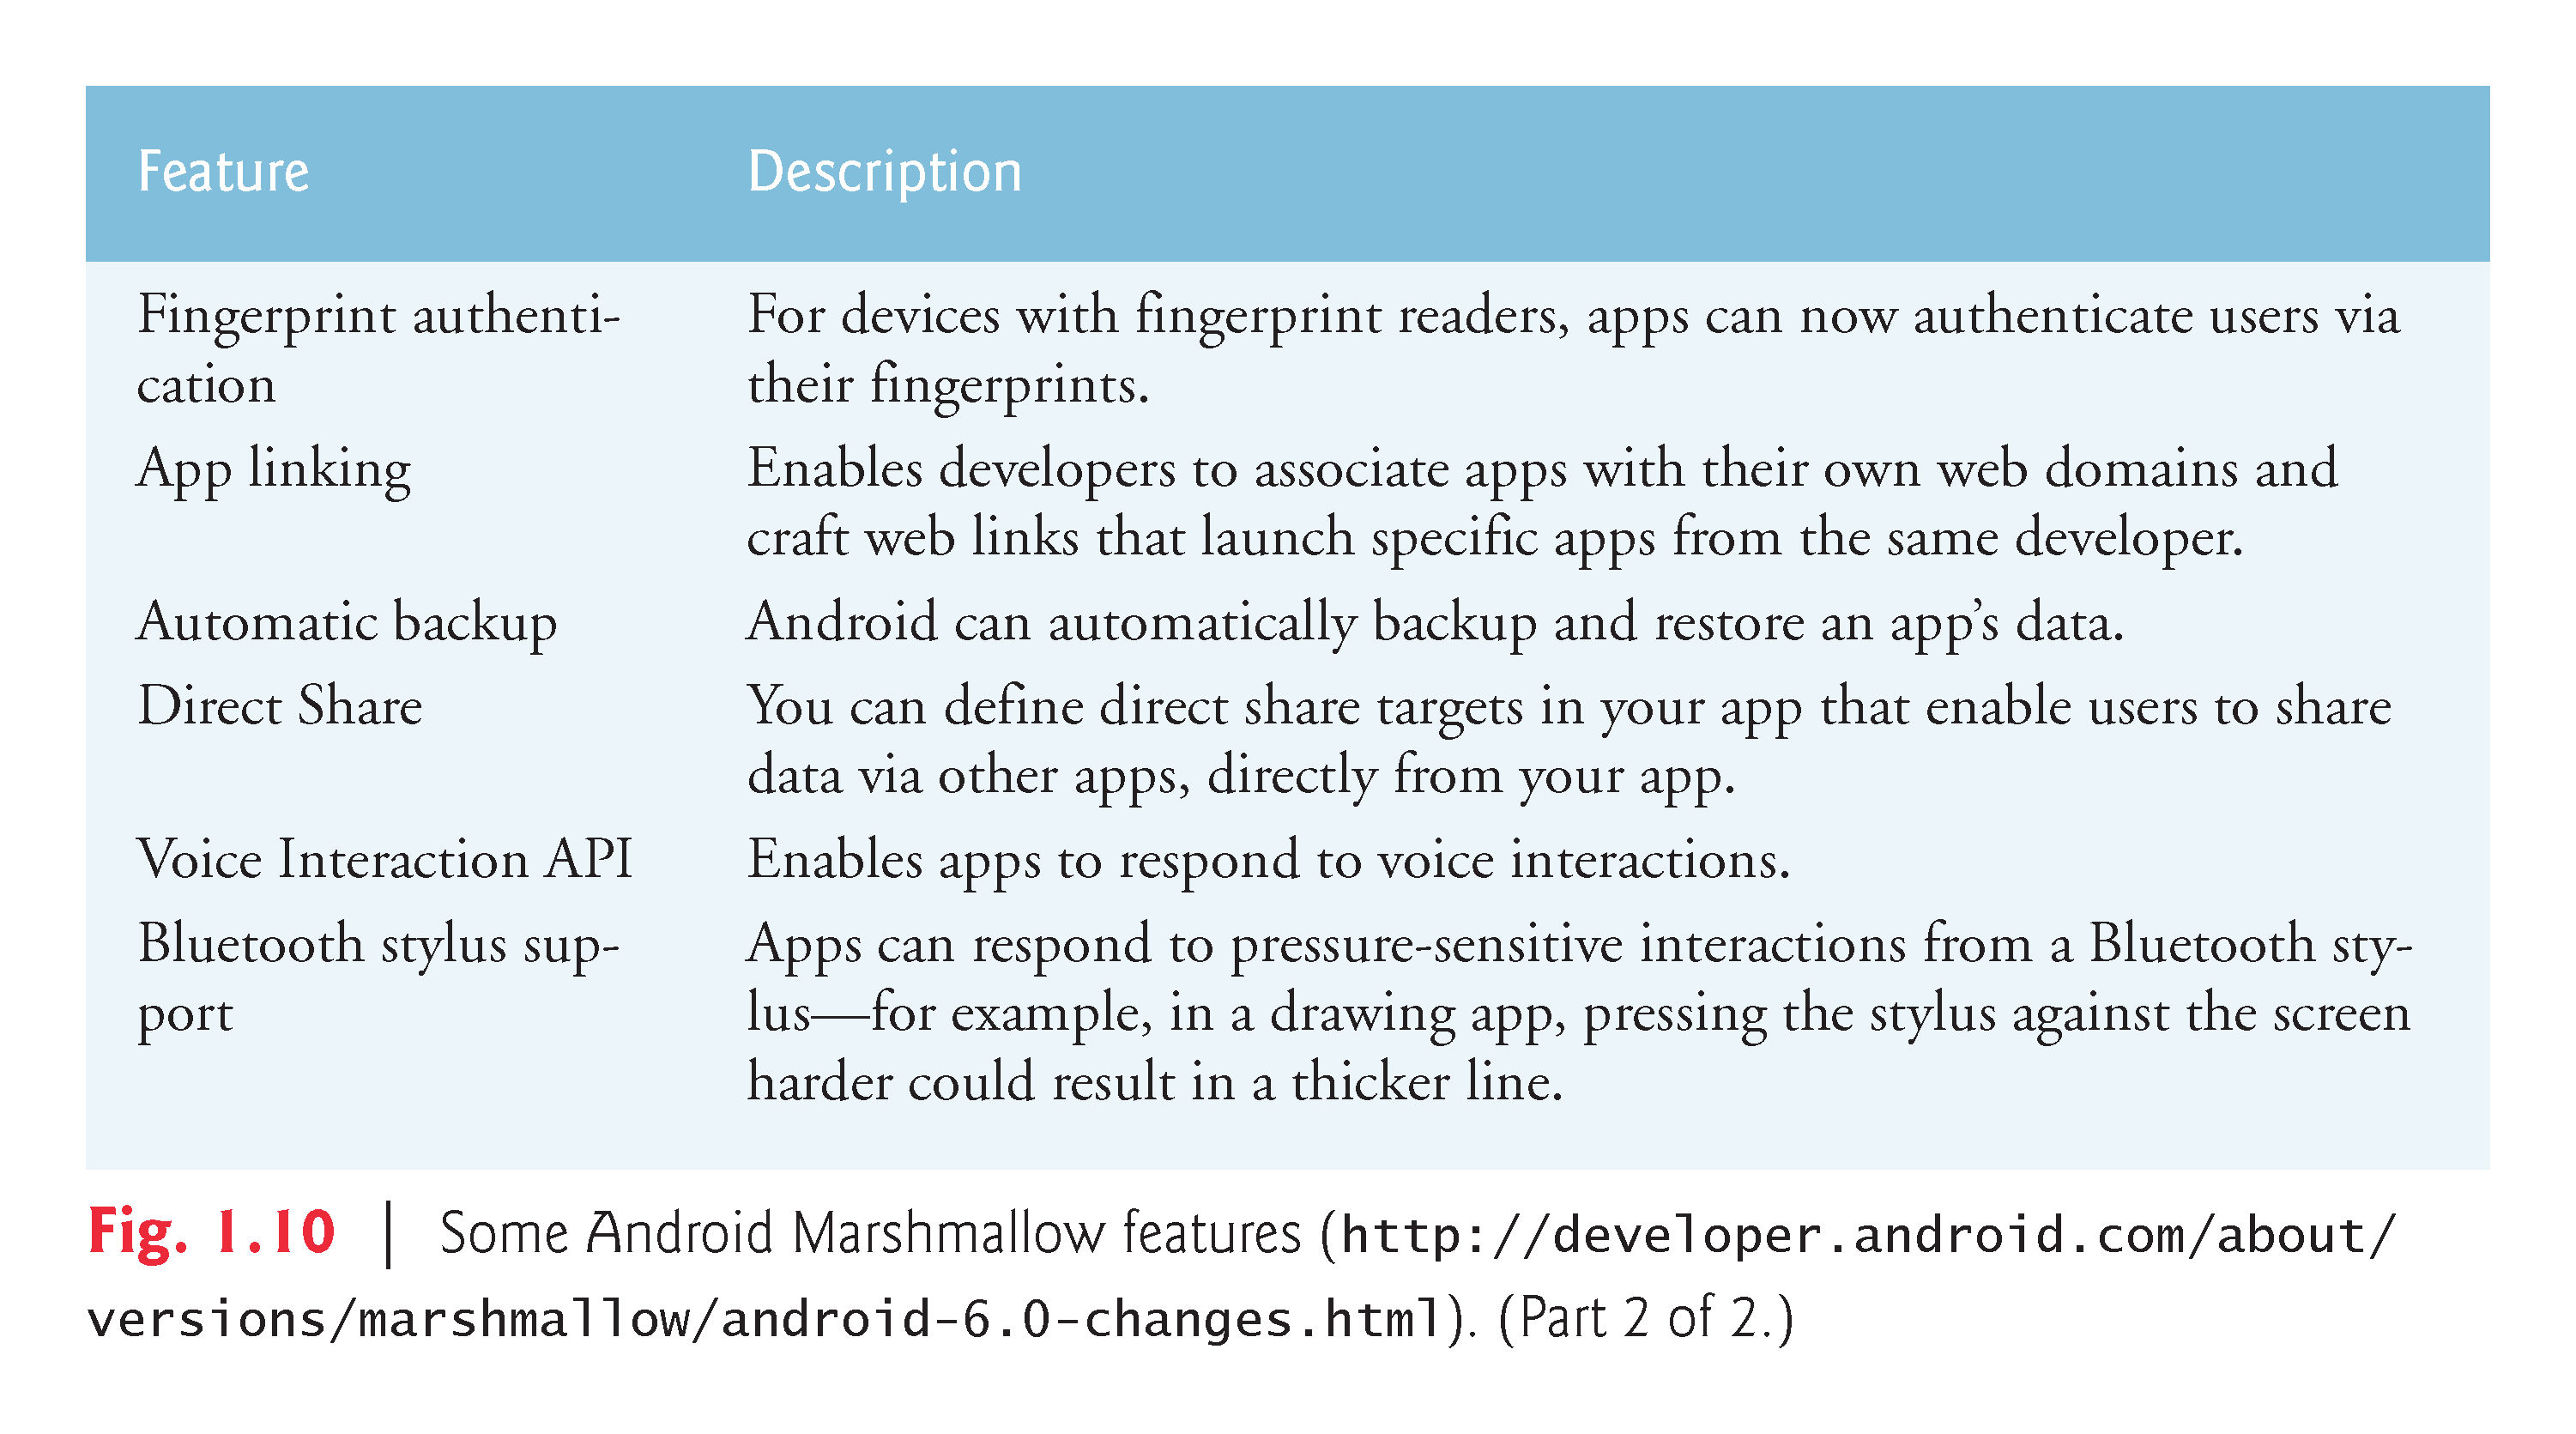 Feature Description
Fingerprint authenti- For devices with fingerprint readers, apps can now authenticate users via
cation their fingerprints.
App linking Enables developers to associate apps with their own web domains and
craft web links that launch specific apps from the same developer.
Automatic backup Android can automatically backup and restore an app’s data.
Direct Share You can define direct share targets in your app that enable users to share
data via other apps, directly from your app.
Voice Interaction API Enables apps to respond to voice interactions.
Bluetooth stylus sup- Apps can respond to pressure-sensitive interactions from a Bluetooth sty-
port lus—for example, in a drawing app, pressing the stylus against the screen
harder could result in a thicker line.
Fig. 1.10 | Some Android Marshmallow features (http://developer.android.com/about/
versions/marshmallow/android-6.0-changes.html). (Part 2 of 2.)